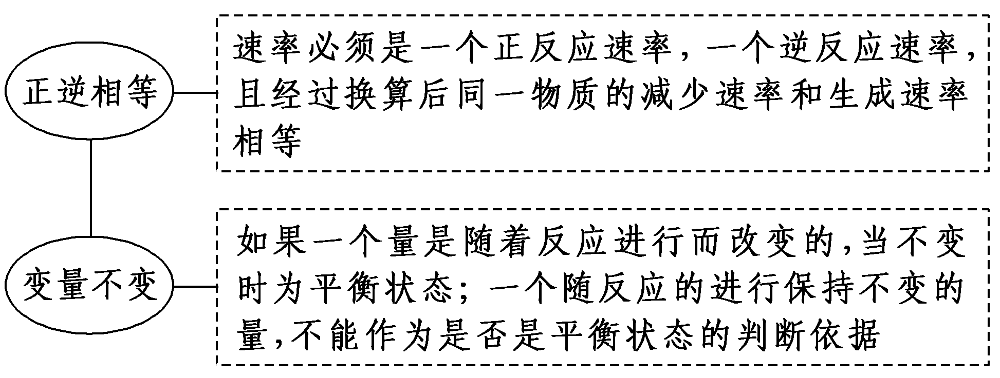 正逆相等
速率必须是一个正反应速率，一个逆反应速率，
且经过换算后同一物质的减少速率和生成速率
相等
变量不变
如果一个量是随着反应进行而改变的，当不变
时为平衡状态；一个随反应的进行保持不变的
量，不能作为是否是平衡状态的判断依据